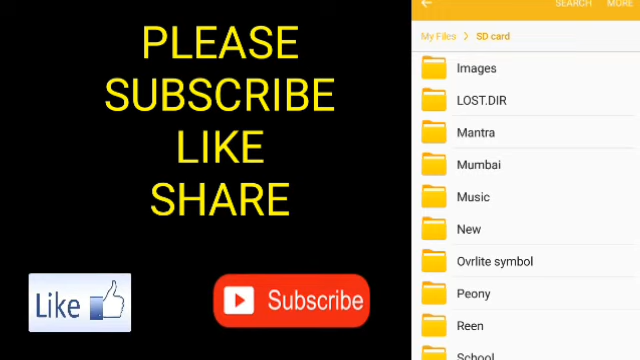 PLEASE
SUBSCRIBE
LIKE
SHARE
Like
Subscribe
SEARCH MORE
My Files > SD card
Images
LOST.DIR
Mantra
Mumbai
Music
New
Ovrlite symbol
Peony
Reen
School